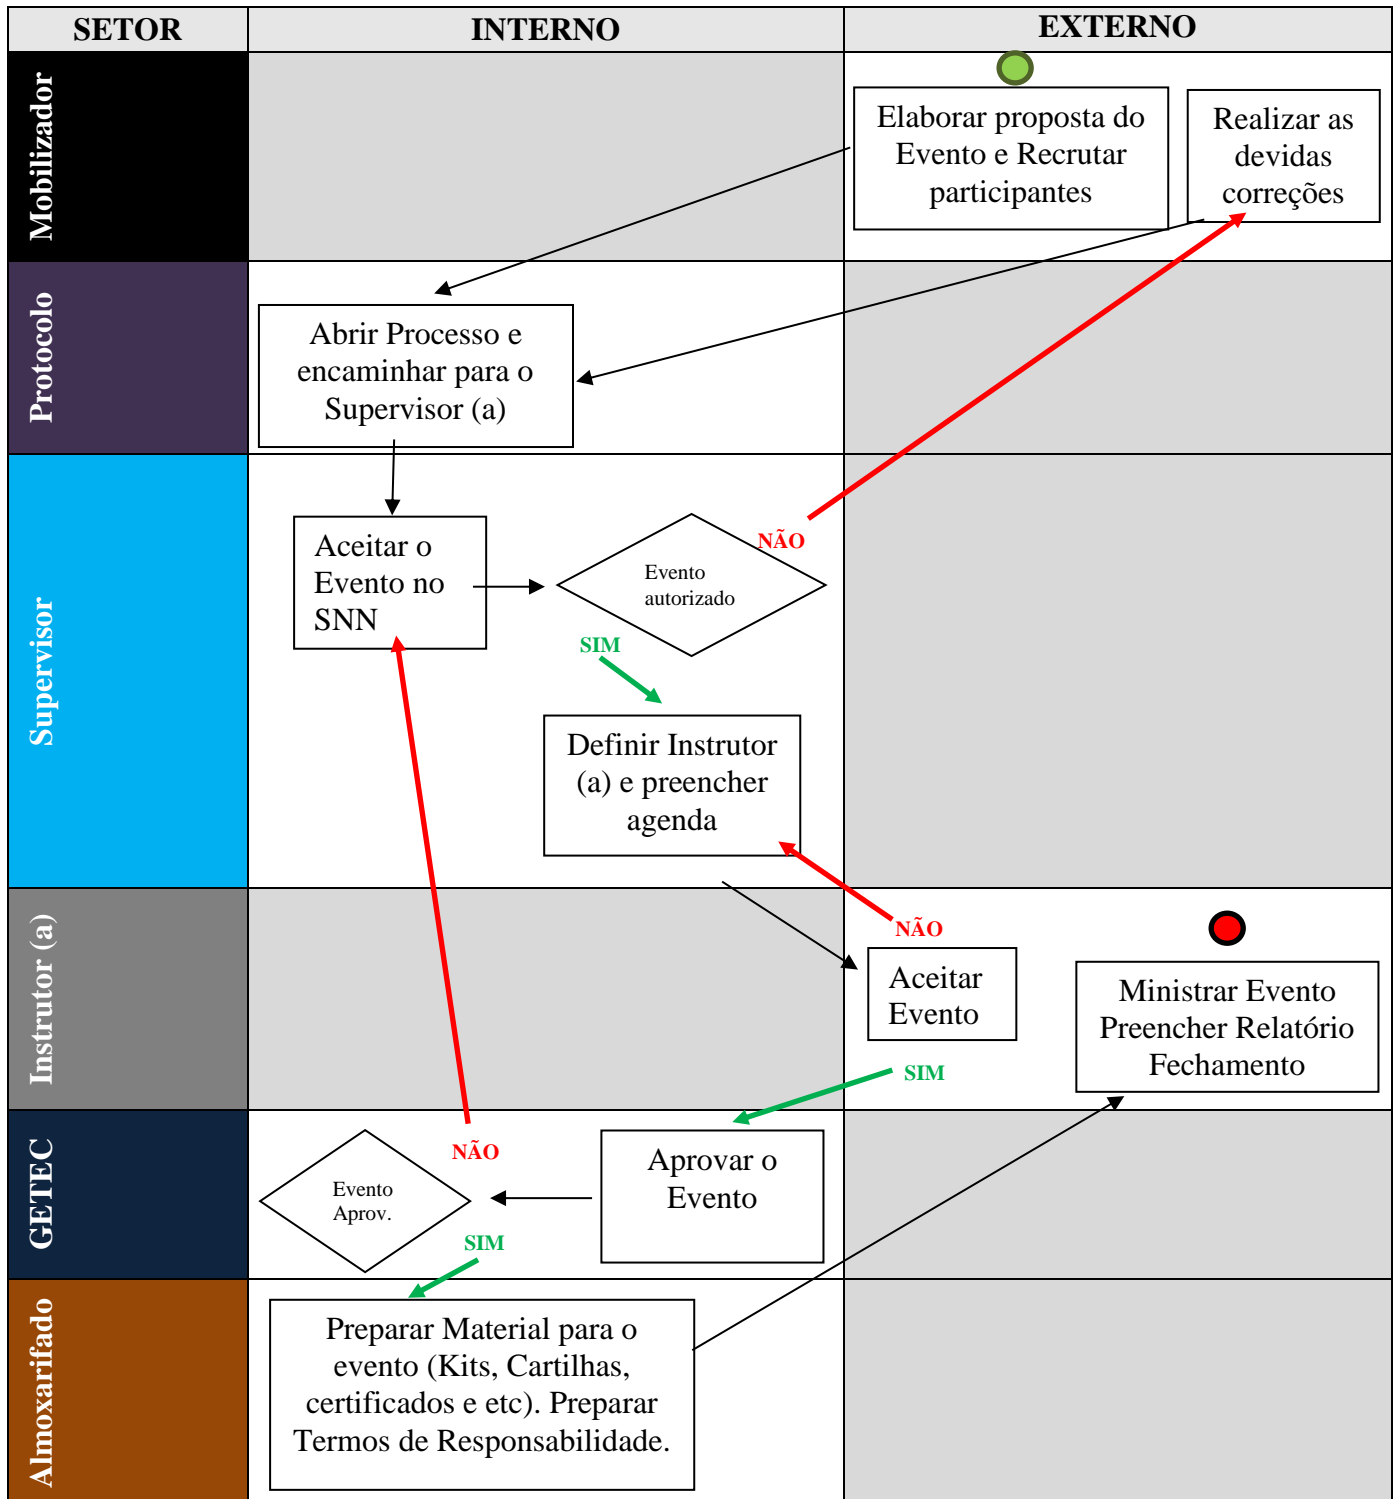 SETOR
INTERNO
EXTERNO
Mobilizador
Elaborar proposta do
Evento e Recrutar
participantes
Realizar as
devidas
correções
Protocolo
Abrir Processo e
encaminhar para o
Supervisor (a)
Supervisor
Aceitar o
Evento no
SNN
Evento
autorizado
NÃO
SIM
Definir Instrutor
(a) e preencher
agenda
Instrutor (a)
NÃO
Aceitar
Evento
SIM
Ministrar Evento
Preencher Relatório
Fechamento
GETEC
Evento
Aprov.
NÃO
SIM
Aprovar o
Evento
Almoxarifado
Preparar Material para o
evento (Kits, Cartilhas,
certificados e etc). Preparar
Termos de Responsabilidade.